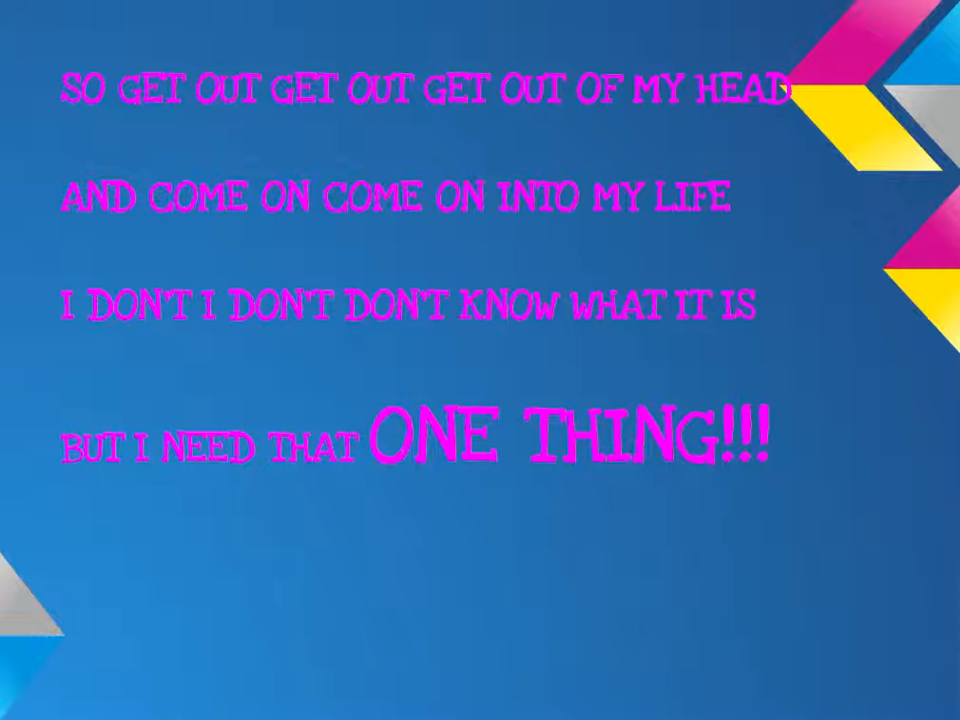 SO GET OUT GET OUT GET OUT OF MY HEAD
AND COME ON COME ON INTO MY LIFE
I DON'T I DON'T DON'T KNOW WHAT IT IS
BUT I NEED THAT ONE THING!!!